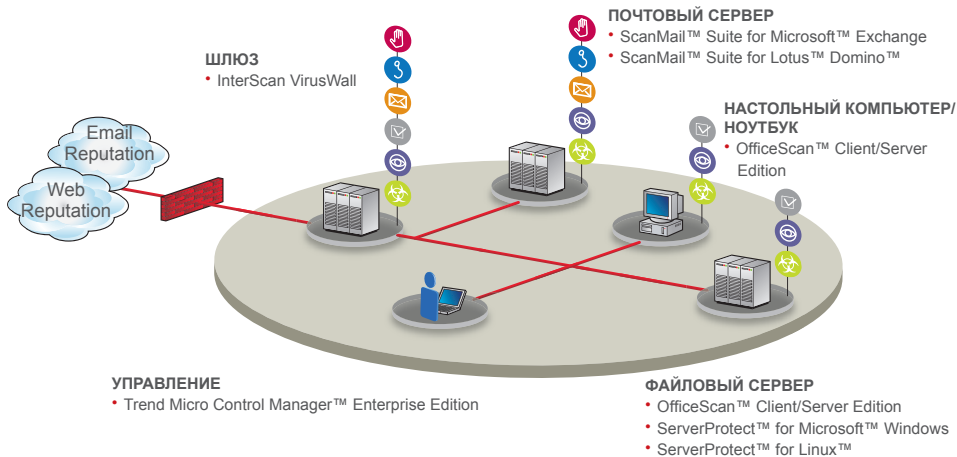 ПОЧТОВЫЙ СЕРВЕР
• ScanMail™ Suite for Microsoft™ Exchange
• ScanMail™ Suite for Lotus™ Domino™
ШЛЮЗ
• InterScan VirusWall
НАСТОЛЬНЫЙ КОМПЬЮТЕР/
НОУТБУК
• OfficeScan™ Client/Server
Edition
Email
Reputation
Web
Reputation
УПРАВЛЕНИЕ
• Trend Micro Control Manager™ Enterprise Edition
ФАЙЛОВЫЙ СЕРВЕР
• OfficeScan™ Client/Server Edition
• ServerProtect™ for Microsoft™ Windows
• ServerProtect™ for Linux™